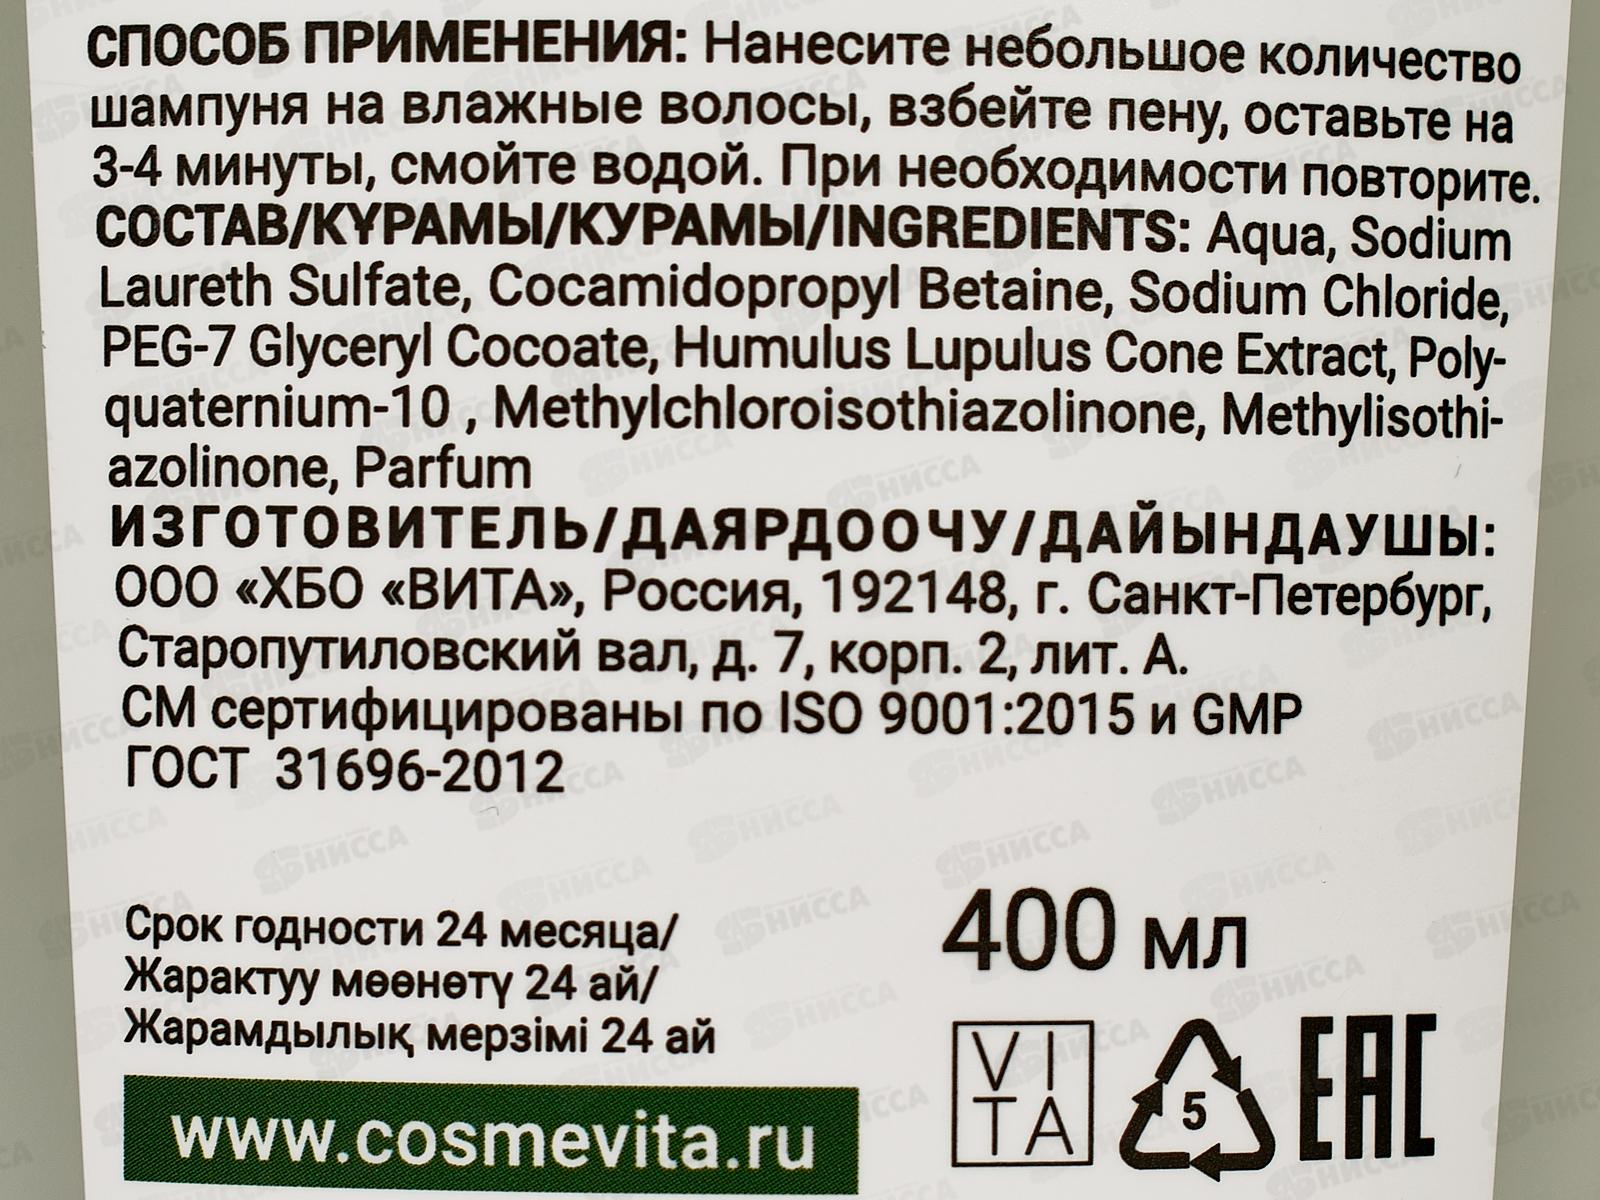 СПОСОБ ПРИМЕНЕНИЯ: Нанесите небольшое количество
шампуня на влажные волосы, взбейте пену, оставьте на
3-4 минуты, смойте водой. При необходимости повторите.
СОСТАВ/ҚҰРАМЫ/КУРАМЫ/INGREDIENTS: Aqua, Sodium
Laureth Sulfate, Cocamidopropyl Betaine, Sodium Chloride,
PEG-7 Glyceryl Cocoate, Humulus Lupulus Cone Extract, Poly-
quaternium-10 , Methylchloroisothiazolinone, Methylisothi-
azolinone, Parfum
ИЗГОТОВИТЕЛЬ/ДАЯРДООЧУ/ДАЙЫНДАУШЫ:
ООО «ХБО «ВИТА», Россия, 192148, г. Санкт-Петербург,
Старопутиловский вал, д. 7, корп. 2, лит. А.
СМ сертифицированы по ISO 9001:2015 и GMP
ГОСТ 31696-2012
Срок годности 24 месяца/
Жарактуу мөөнөтү 24 ай/
Жарамдылық мерзімі 24 ай
400 мл
www.cosmevita.ru
VI
TA
5
EAC
НИССА